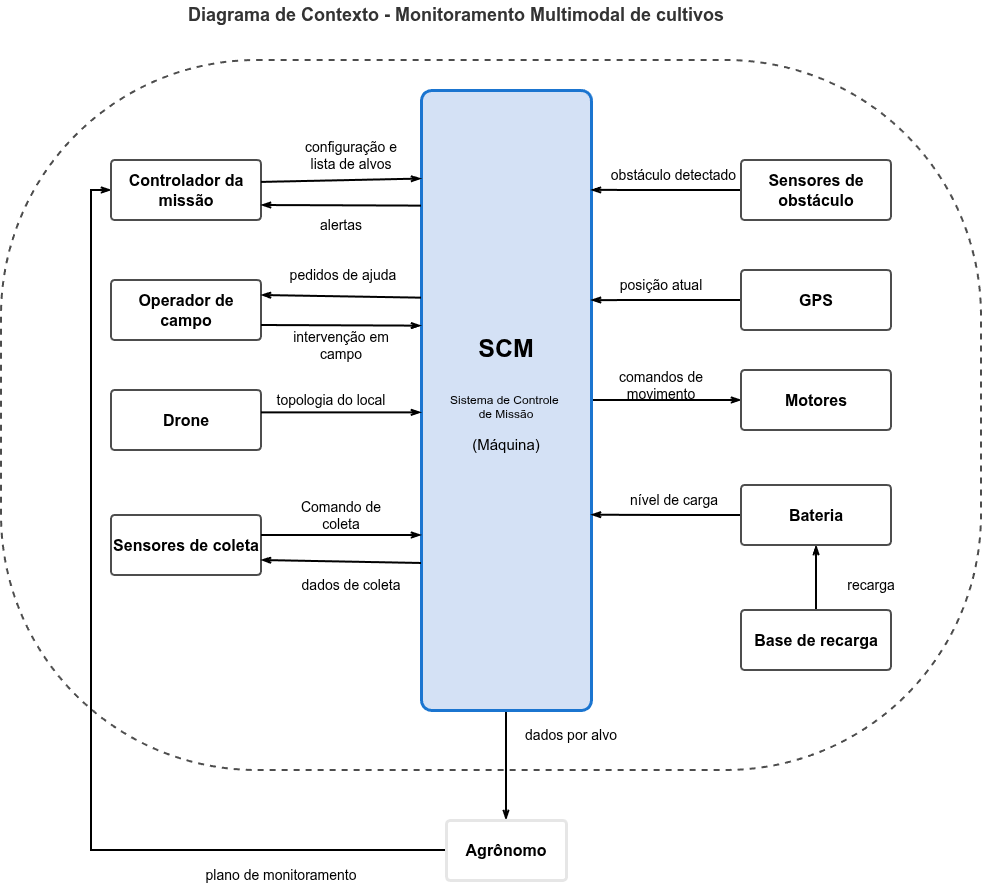 Diagrama de Contexto - Monitoramento Multimodal de cultivos
configuração e
lista de alvos
Controlador da
missão
alertas
pedidos de ajuda
Operador de
campo
intervenção em
campo
topologia do local
Drone
Comando de
coleta
Sensores de coleta
dados de coleta
SCM
Sistema de Controle
de Missão
(Máquina)
obstáculo detectado
Sensores de
obstáculo
posição atual
GPS
comandos de
movimento
Motores
nível de carga
Bateria
recarga
Base de recarga
dados por alvo
Agrônomo
plano de monitoramento